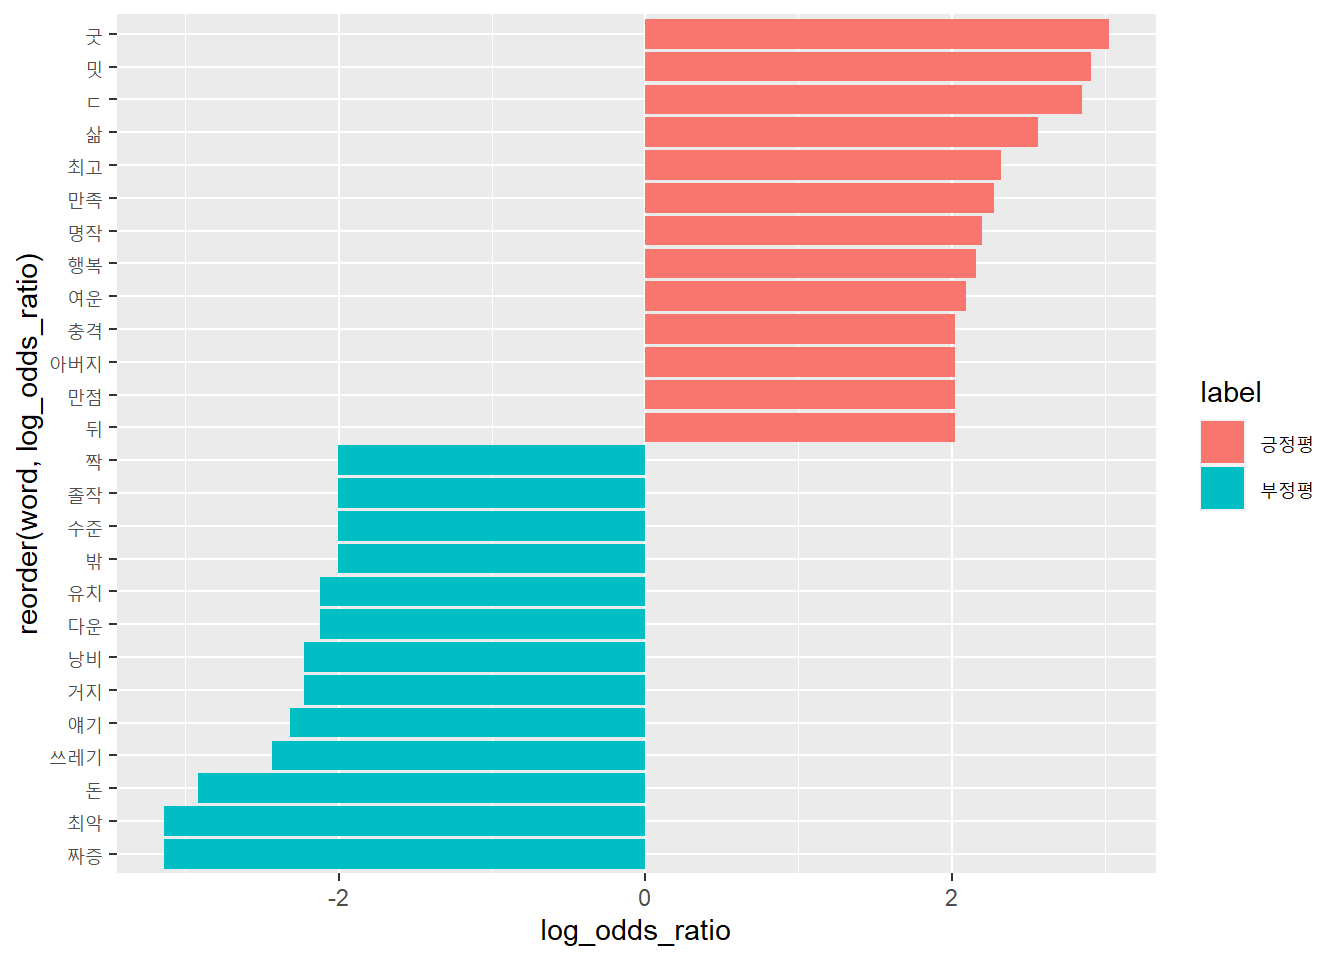 reorder(word, log_odds_ratio)
굿
밋
ㄷ
삶
최고
만족
명작
행복
여운
충격
아버지
만점
뒤
짝
졸작
수준
밖
유치
다운
낭비
거지
얘기
쓰레기
돈
최악
짜증
-2 0 2
log_odds_ratio
label
긍정평
부정평